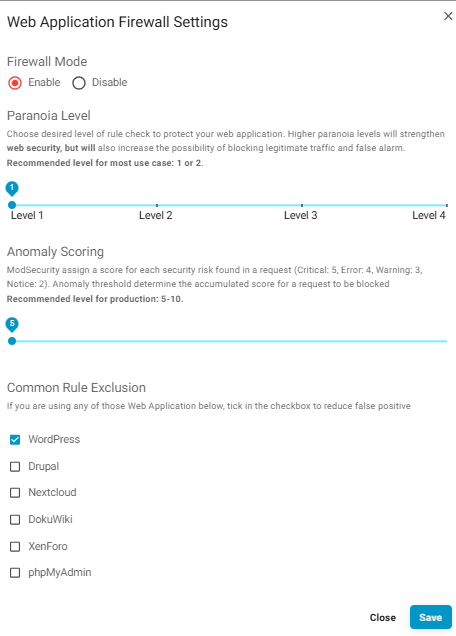 Web Application Firewall Settings
Firewall Mode
Enable Disable
Paranoia Level
Choose desired level of rule check to protect your web application. Higher paranoia levels will strengthen
web security, but will also increase the possibility of blocking legitimate traffic and false alarm.
Recommended level for most use case: 1 or 2.
1
Level 1 Level 2 Level 3 Level 4
Anomaly Scoring
ModSecurity assign a score for each security risk found in a request (Critical: 5, Error: 4, Warning: 3,
Notice: 2). Anomaly threshold determine the accumulated score for a request to be blocked
Recommended level for production: 5-10.
5
Common Rule Exclusion
If you are using any of those Web Application below, tick in the checkbox to reduce false positive
WordPress
Drupal
Nextcloud
DokuWiki
XenForo
phpMyAdmin
Close Save